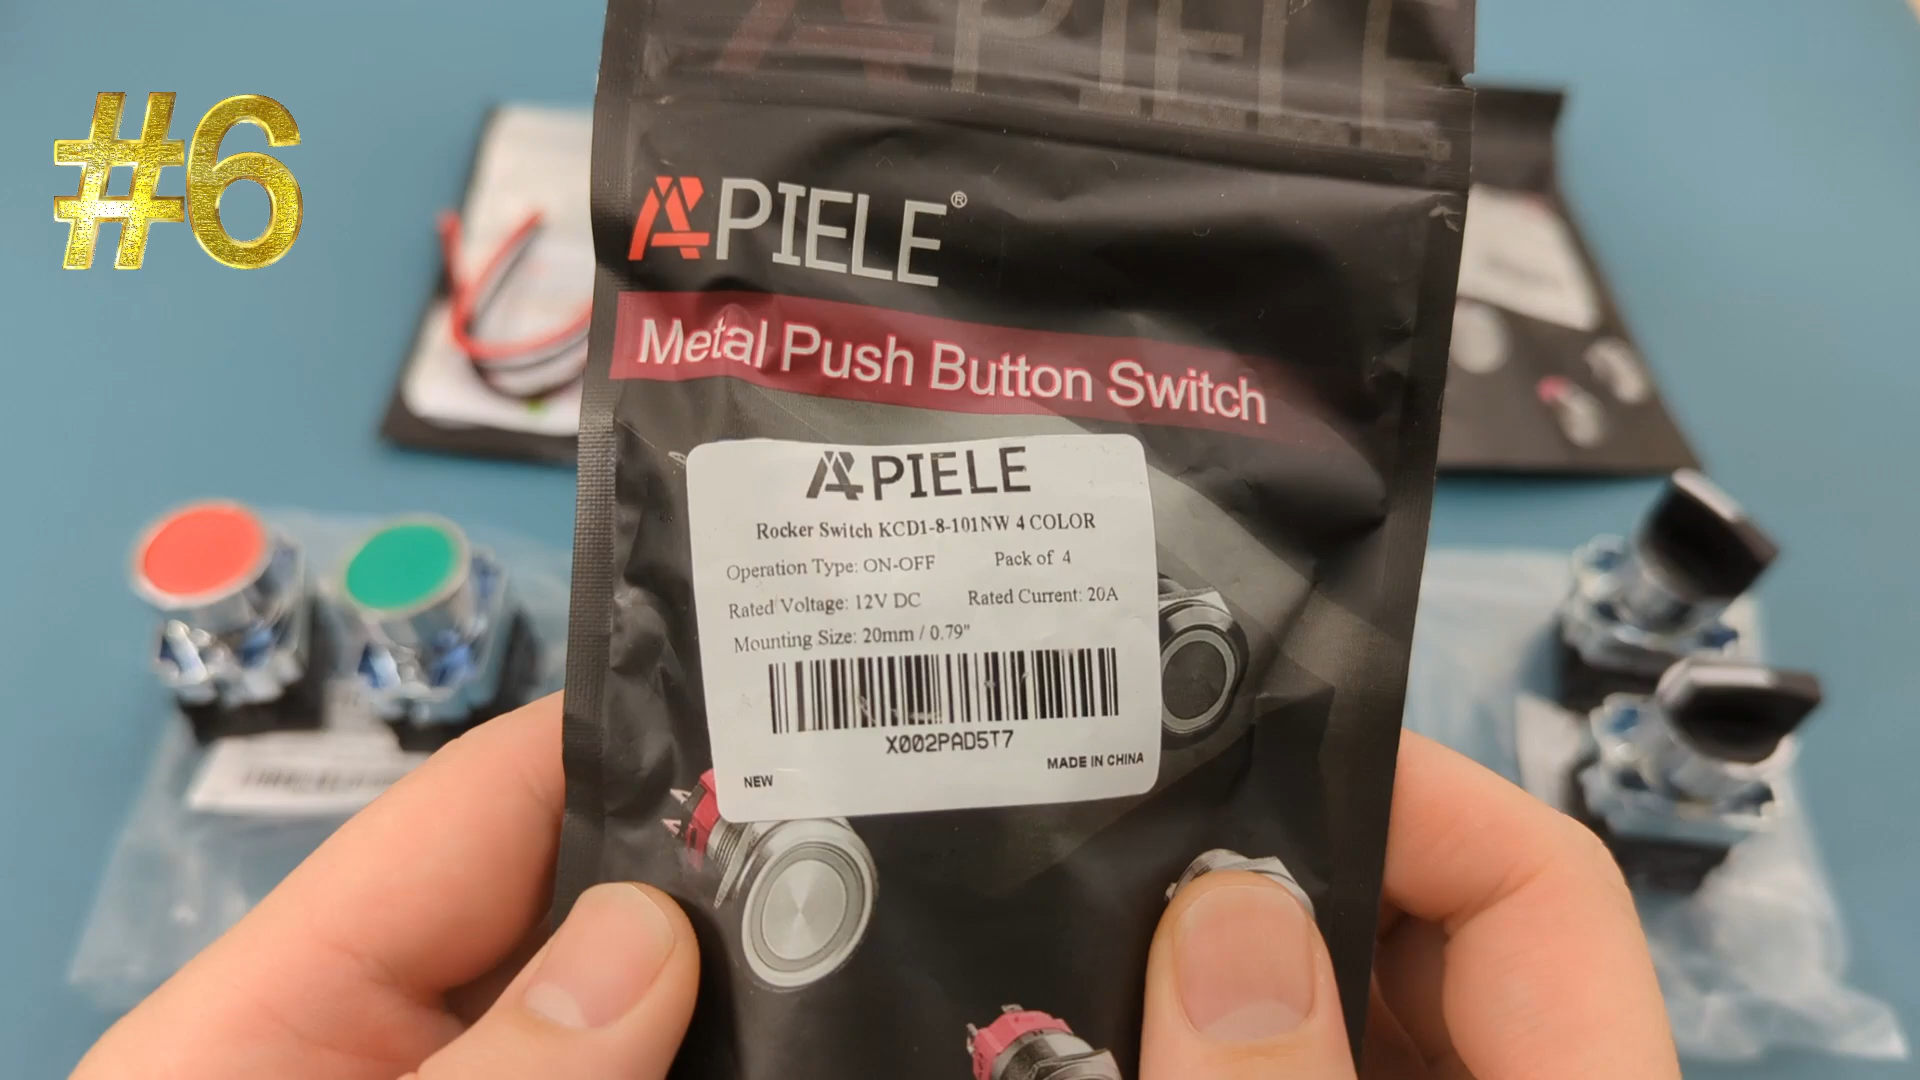 #6
APIELE
APIELE®
Metal Push Button Switch
APIELE
Rocker Switch KCD1-8-101NW 4 COLOR
Operation Type: ON-OFF Pack of 4
Rated Voltage: 12V DC Rated Current: 20A
Mounting Size: 20mm / 0.79"
X002PAD5T7
NEW MADE IN CHINA